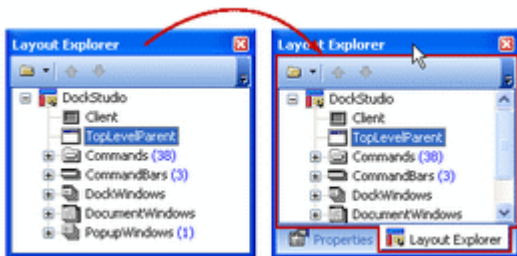 Layout Explorer
DockStudio
Client
TopLevelParent
Commands (38)
CommandBars (3)
DockWindows
DocumentWindows
PopupWindows (1)
Layout Explorer
DockStudio
Client
TopLevelParent
Commands (38)
CommandBars (3)
DockWindows
DocumentWindows
Properties
Layout Explorer